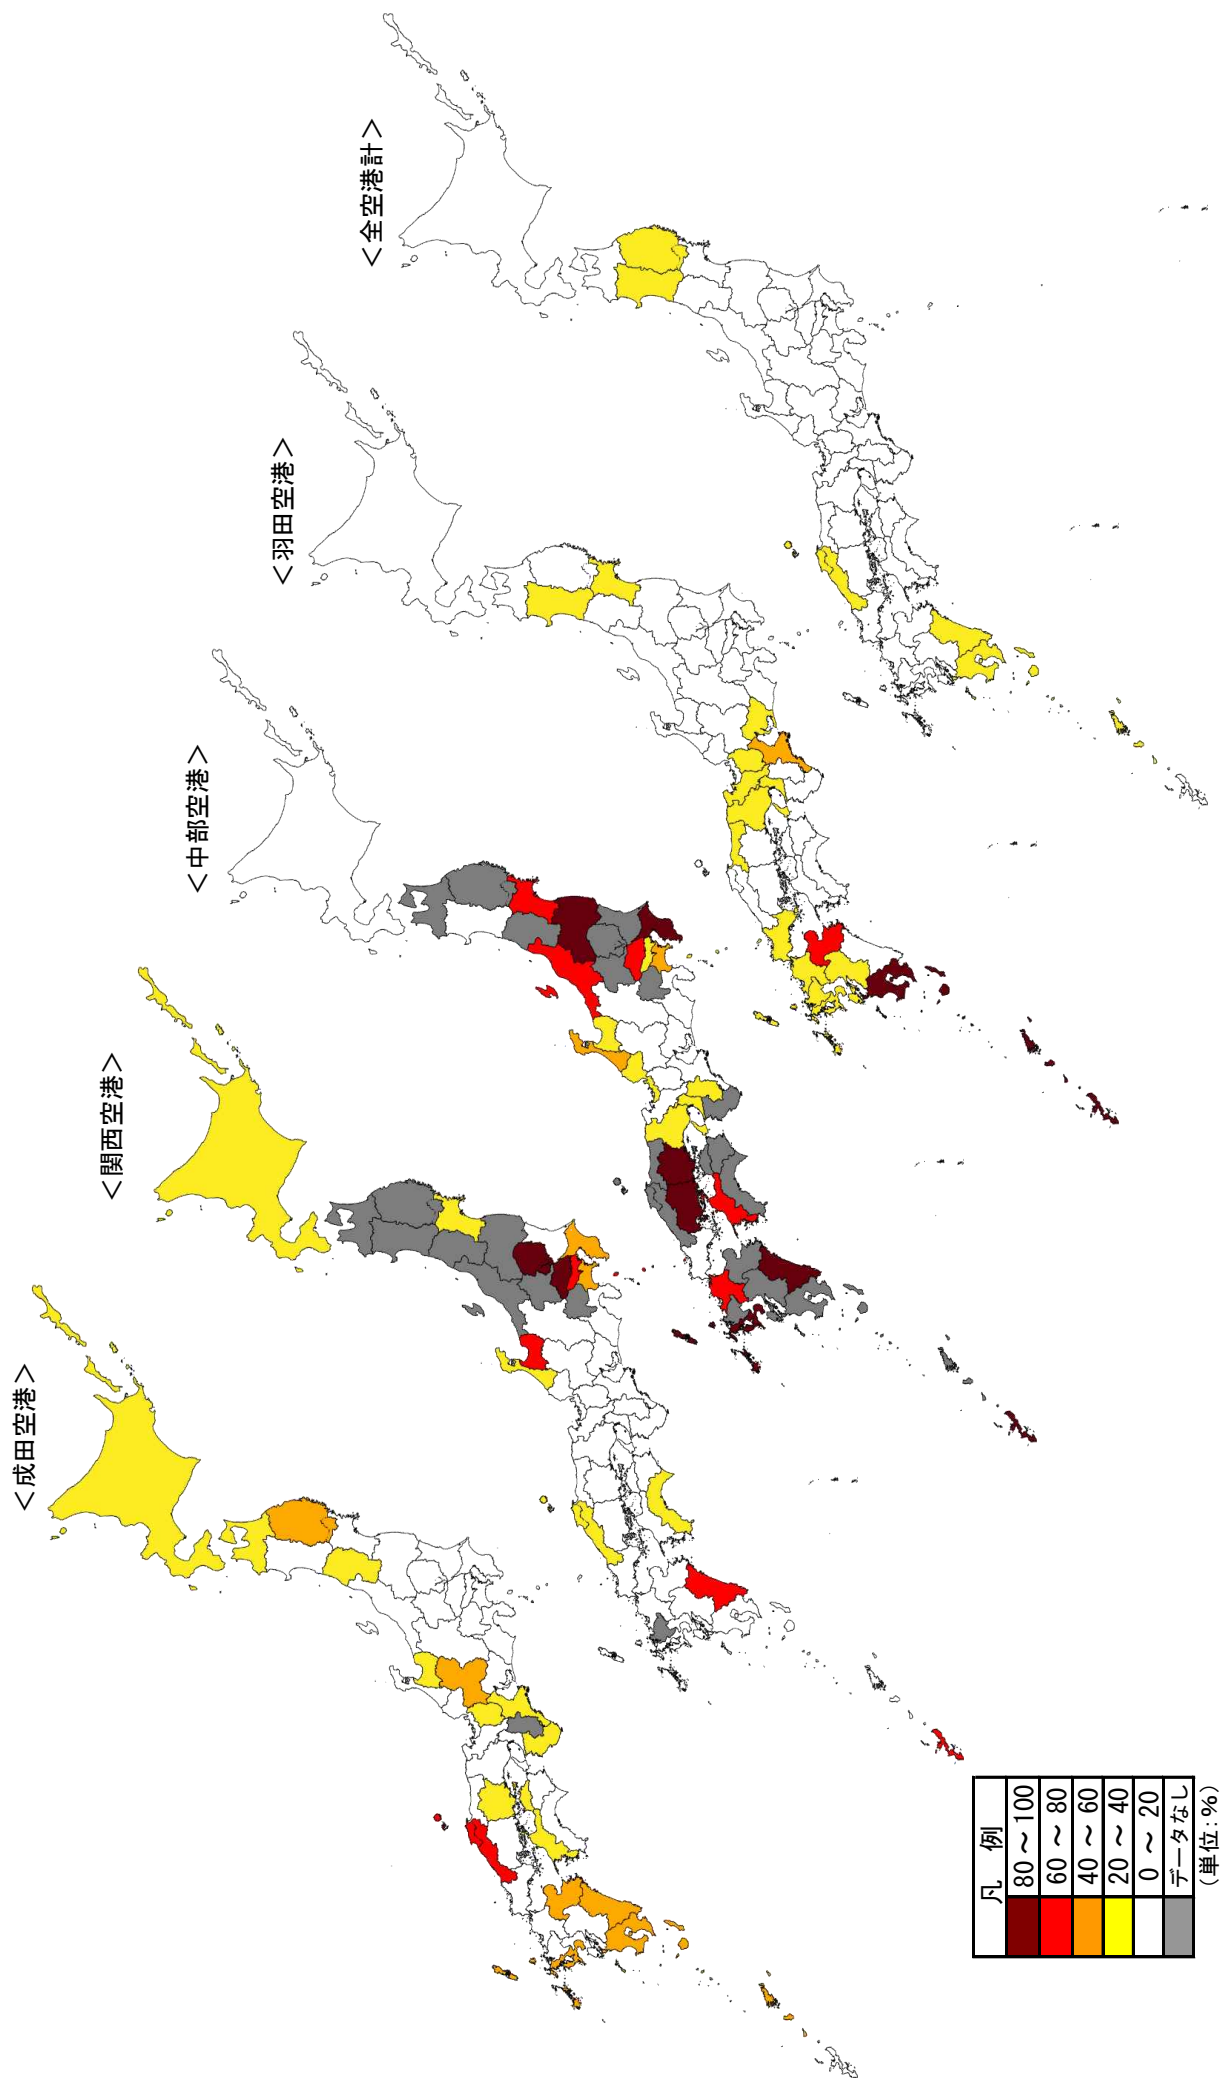 ＜成田空港＞
＜関西空港＞
＜中部空港＞
＜羽田空港＞
＜全空港計＞
凡　例
80 ～ 100
60 ～ 80
40 ～ 60
20 ～ 40
0 ～ 20
データなし
（単位：％）